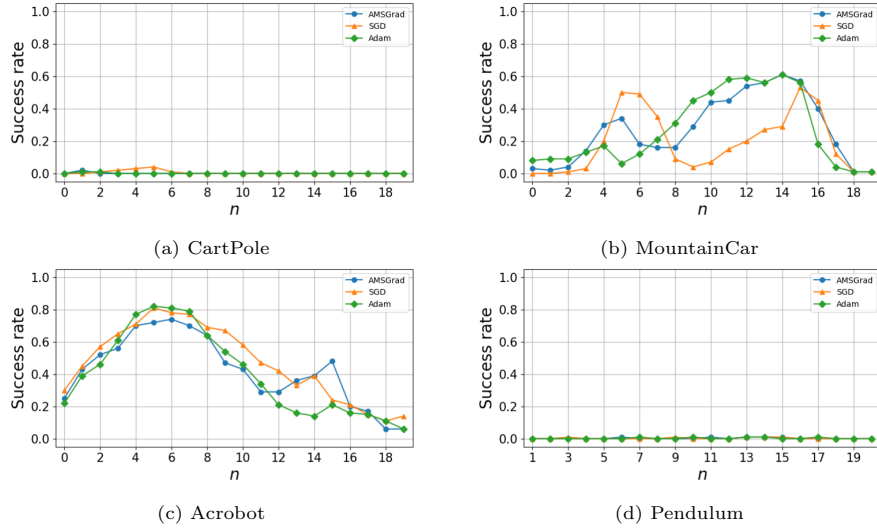 AMSGrad
SGD
Adam
Success rate
1.0
0.8
0.6
0.4
0.2
0.0
0 2 4 6 8 10 12 14 16 18
n
(a) CartPole
AMSGrad
SGD
Adam
Success rate
1.0
0.8
0.6
0.4
0.2
0.0
0 2 4 6 8 10 12 14 16 18
n
(b) MountainCar
AMSGrad
SGD
Adam
Success rate
1.0
0.8
0.6
0.4
0.2
0.0
0 2 4 6 8 10 12 14 16 18
n
(c) Acrobot
AMSGrad
SGD
Adam
Success rate
1.0
0.8
0.6
0.4
0.2
0.0
1 3 5 7 9 11 13 15 17 19
n
(d) Pendulum